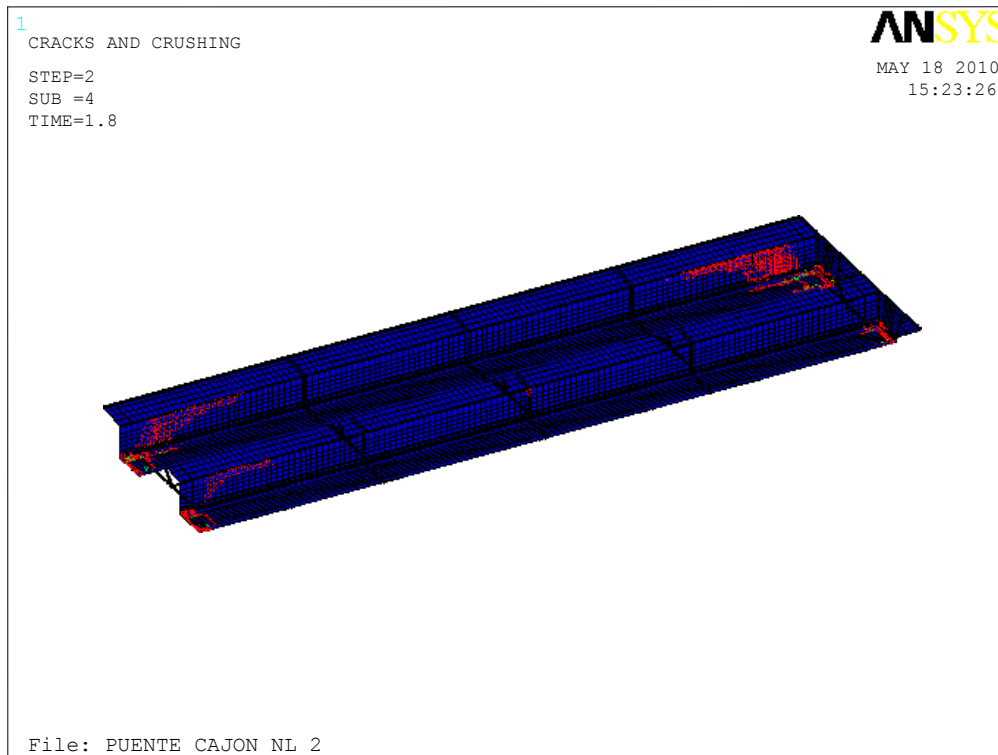 1
CRACKS AND CRUSHING
STEP=2
SUB =4
TIME=1.8
ANSYS
MAY 18 2010
15:23:26
File: PUENTE CAJON NL 2